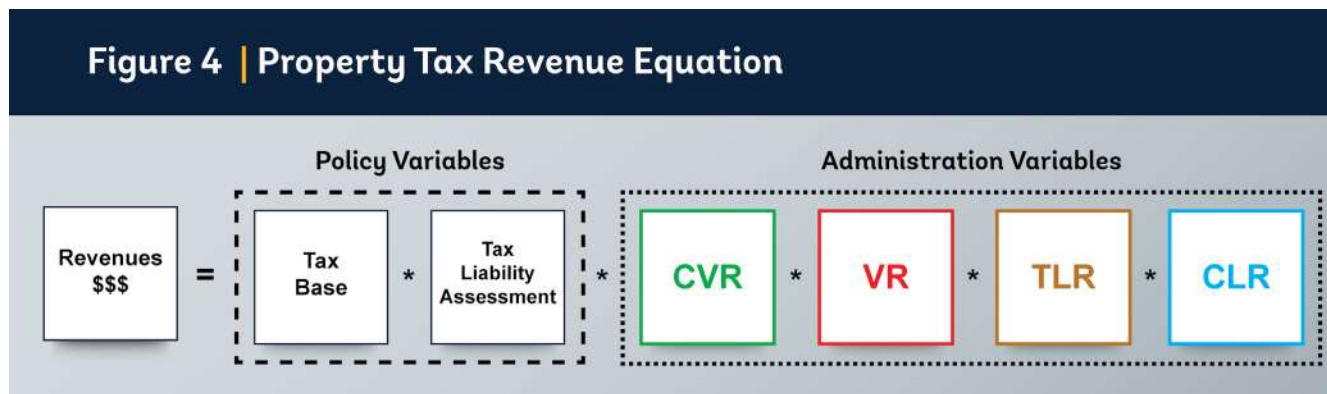 Figure 4 | Property Tax Revenue Equation
Policy Variables
Administration Variables
Revenues
$$$
=
Tax
Base
*
Tax
Liability
Assessment
*
CVR
*
VR
*
TLR
*
CLR